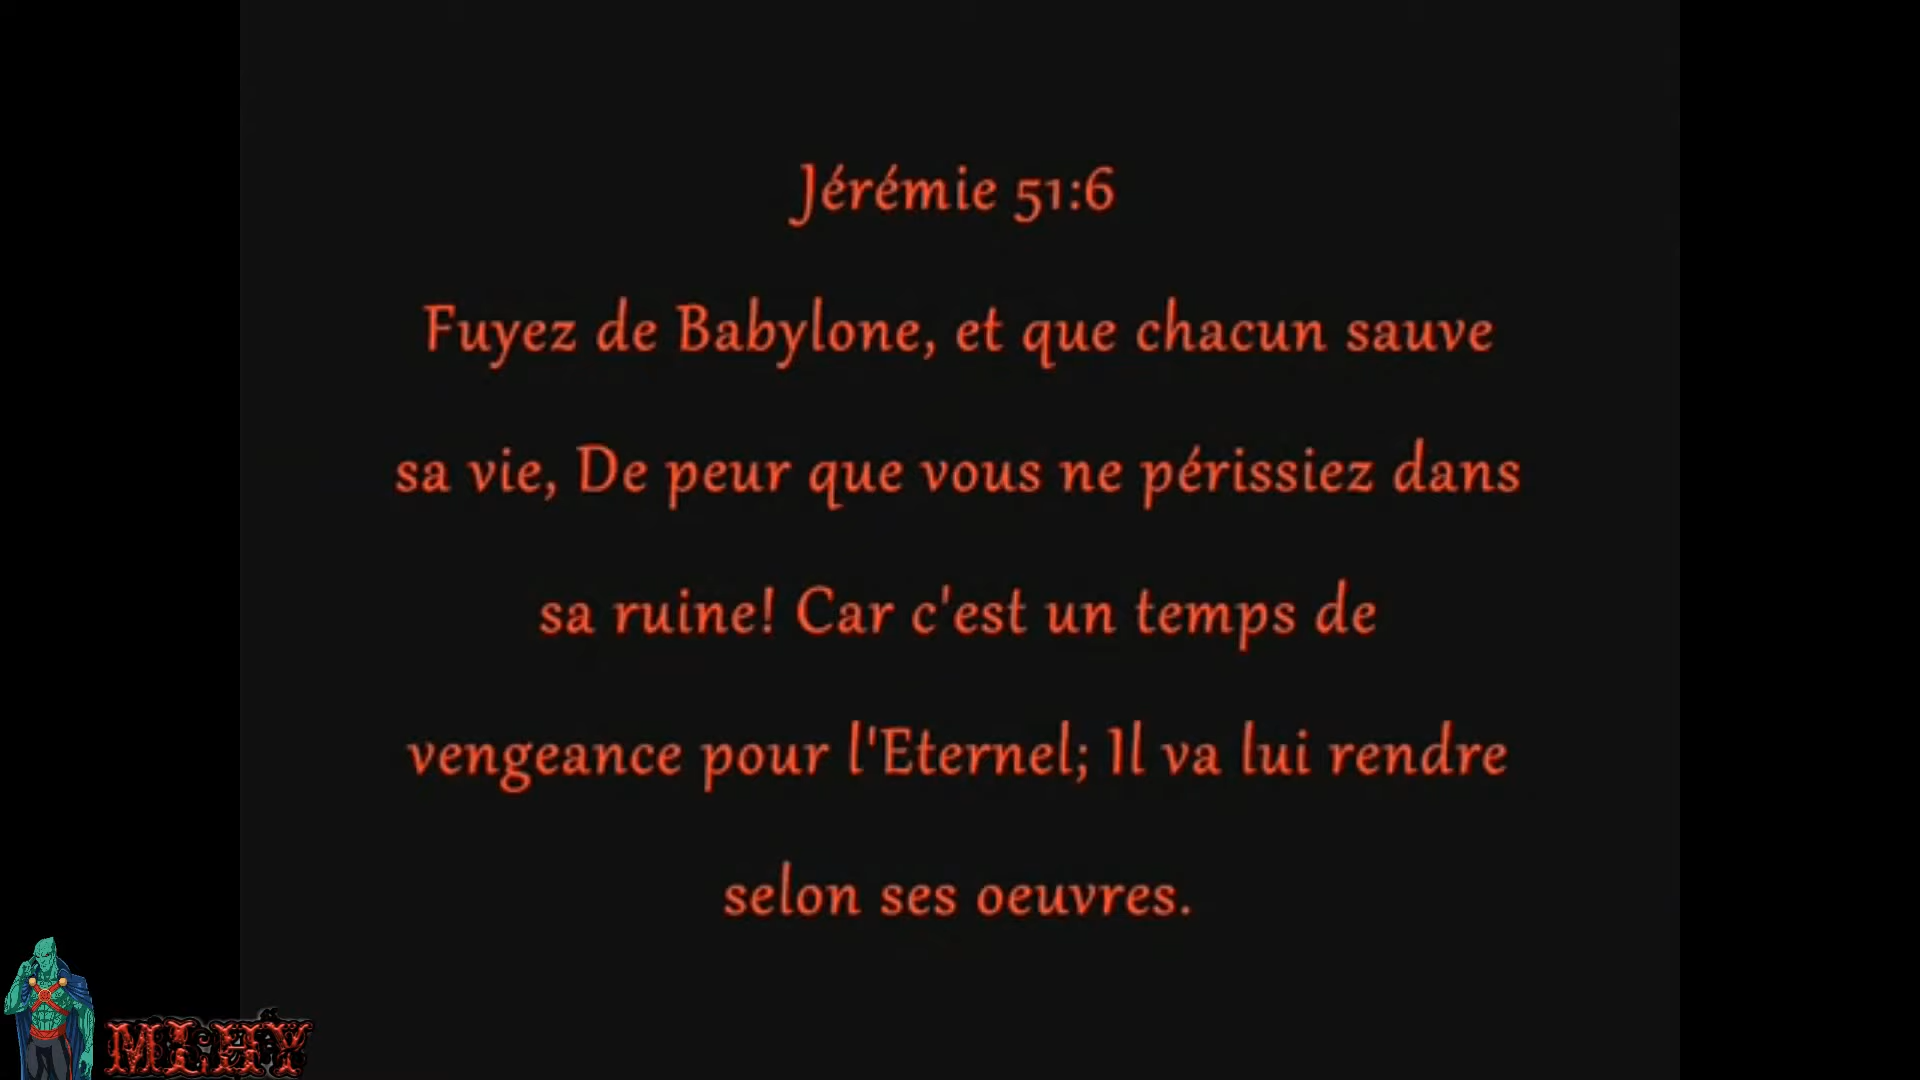 Jérémie 51:6
Fuyez de Babylone, et que chacun sauve
sa vie, De peur que vous ne périssiez dans
sa ruine! Car c'est un temps de
vengeance pour l'Eternel; Il va lui rendre
selon ses oeuvres.